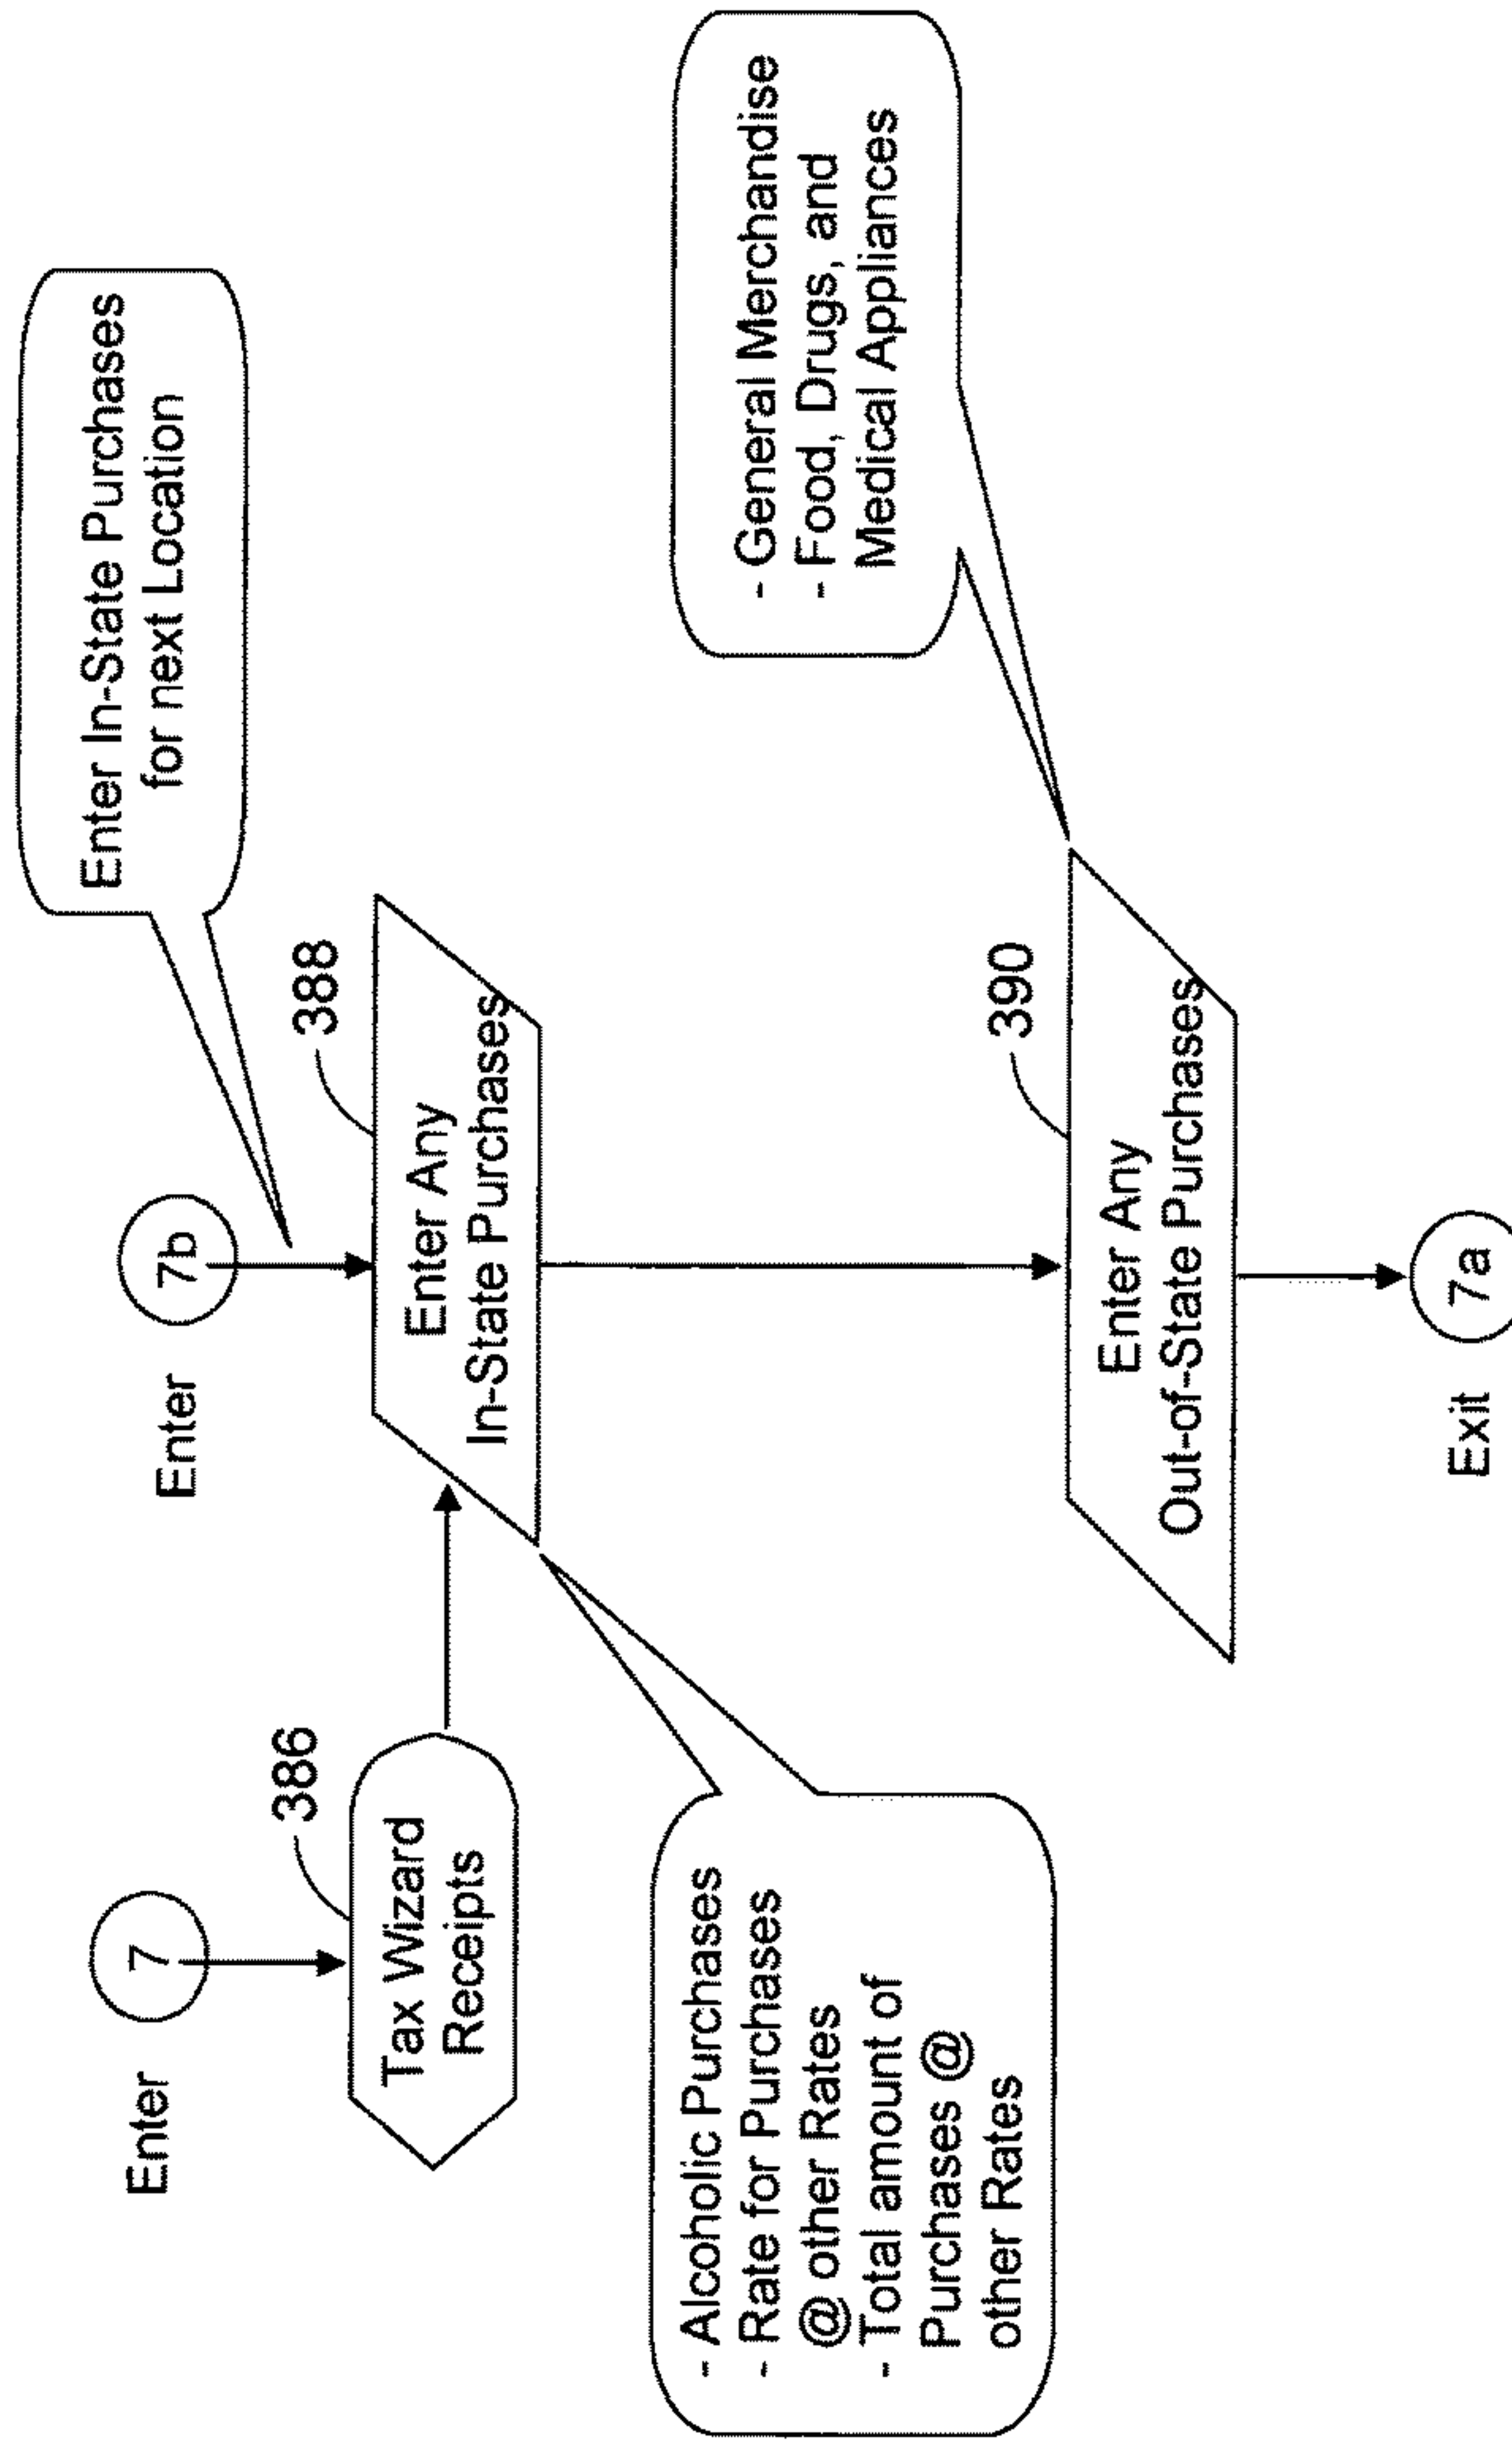 Enter
7
386
Tax Wizard
Receipts
Enter
7b
Enter In-State Purchases
for next Location
388
Enter Any
In-State Purchases
- Alcoholic Purchases
- Rate for Purchases
@ other Rates
- Total amount of
Purchases @
other Rates
- General Merchandise
- Food, Drugs, and
Medical Appliances
390
Enter Any
Out-of-State Purchases
Exit
7a